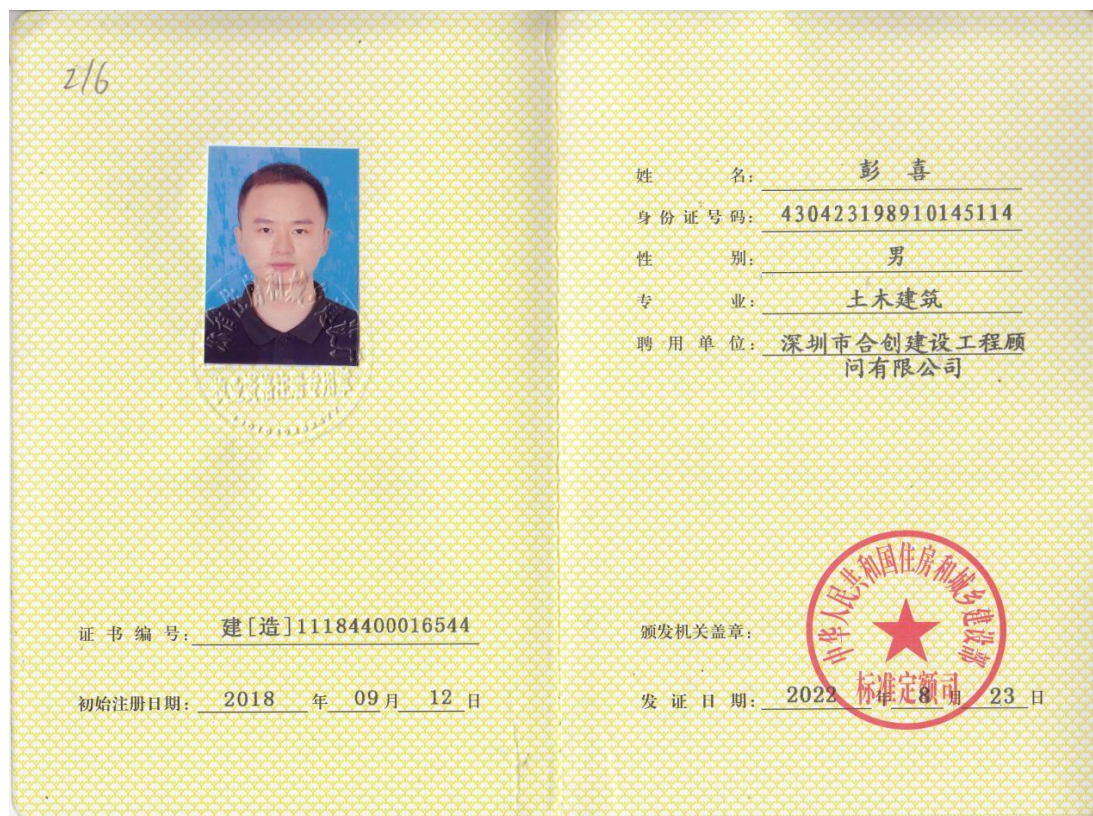 2/6
姓名: 彭喜
身份证号码: 430423198910145114
性别: 男
专业: 土木建筑
聘用单位: 深圳市合创建设工程顾
问有限公司
证书编号: 建[造]11184400016544
初始注册日期: 2018 年 09 月 12 日
颁发机关盖章:
中华人民共和国住房和城乡建设部
标准定额司
发证日期: 2022 年 8 月 23 日